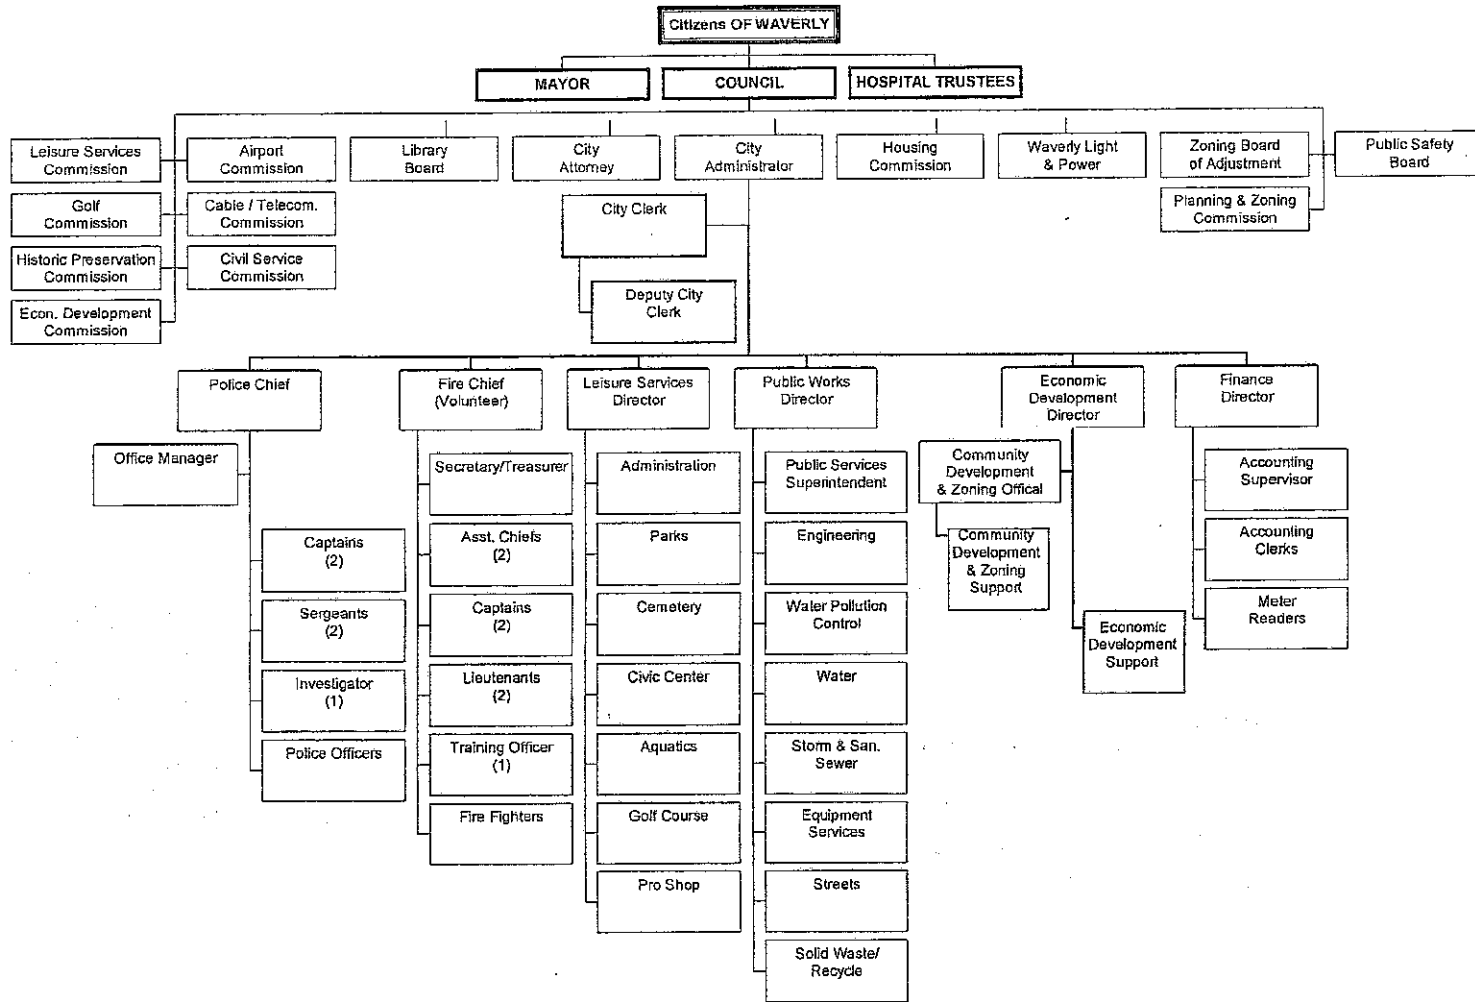 Citizens OF WAVERLY
MAYOR
COUNCIL
HOSPITAL TRUSTEES
Leisure Services
Commission
Airport
Commission
Library
Board
City
Attorney
City
Administrator
Housing
Commission
Waverly Light
& Power
Zoning Board
of Adjustment
Public Safety
Board
Golf
Commission
Cable / Telecom.
Commission
City Clerk
Planning & Zoning
Commission
Historic Preservation
Commission
Civil Service
Commission
Econ. Development
Commission
Deputy City
Clerk
Police Chief
Fire Chief
(Volunteer)
Leisure Services
Director
Public Works
Director
Economic
Development
Director
Finance
Director
Office Manager
Captains
(2)
Sergeants
(2)
Investigator
(1)
Police Officers
Secretary/Treasurer
Asst. Chiefs
(2)
Captains
(2)
Lieutenants
(2)
Training Officer
(1)
Fire Fighters
Administration
Parks
Cemetery
Civic Center
Aquatics
Golf Course
Pro Shop
Public Services
Superintendent
Engineering
Water Pollution
Control
Water
Storm & San.
Sewer
Equipment
Services
Streets
Solid Waste/
Recycle
Community
Development
& Zoning Offical
Community
Development
& Zoning
Support
Economic
Development
Support
Accounting
Supervisor
Accounting
Clerks
Meter
Readers